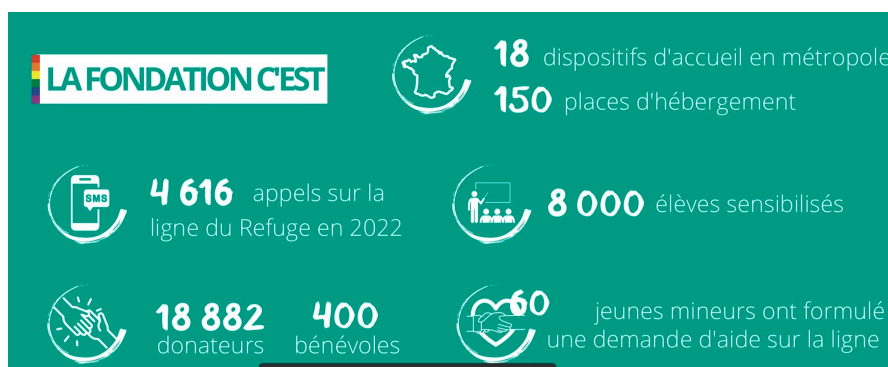 LA FONDATION C'EST
18 dispositifs d'accueil en métropole
150 places d'hébergement
4 616 appels sur la
ligne du Refuge en 2022
SMS
8 000 élèves sensibilisés
18 882
donateurs
400
bénévoles
60 jeunes mineurs ont formulé
une demande d'aide sur la ligne